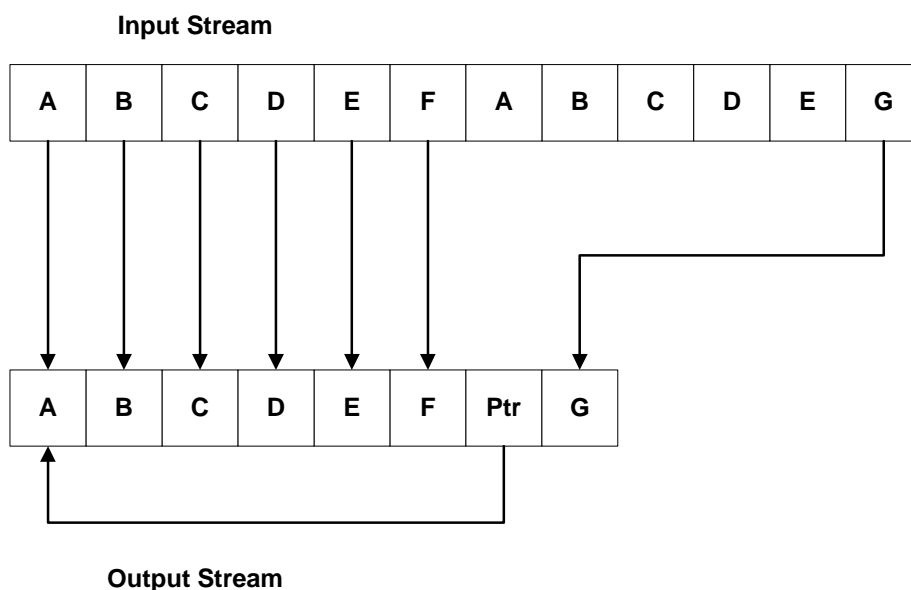 Input Stream
A B C D E F A B C D E G
A B C D E F Ptr G
Output Stream